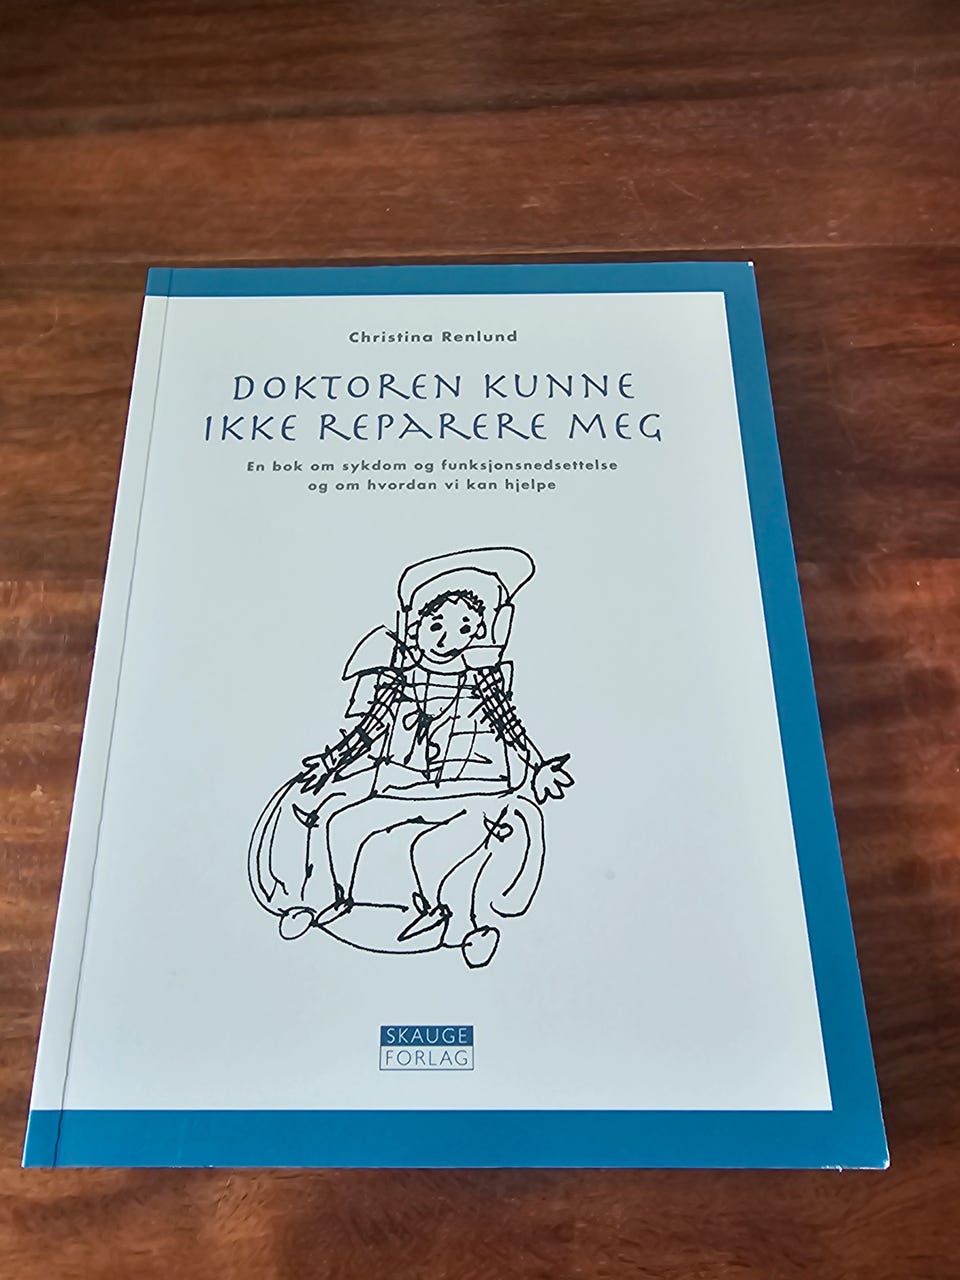 Christina Renlund
DOKTOREN KUNNE
IKKE REPARERE MEG
En bok om sykdom og funksjonsnedsettelse
og om hvordan vi kan hjelpe
SKAUGE
FORLAG